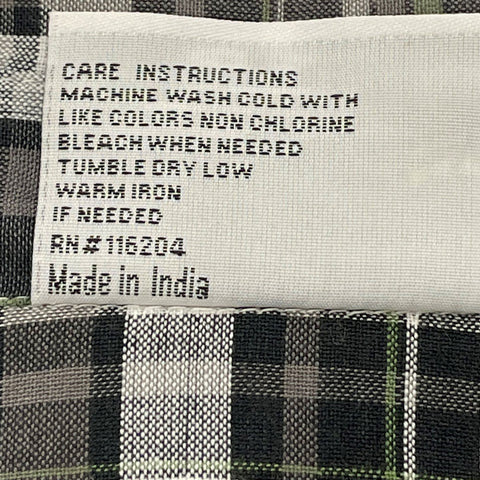 CARE INSTRUCTIONS
MACHINE WASH COLD WITH
LIKE COLORS NON CHLORINE
BLEACH WHEN NEEDED
TUMBLE DRY LOW
WARM IRON
IF NEEDED
RN#116204
Made in India